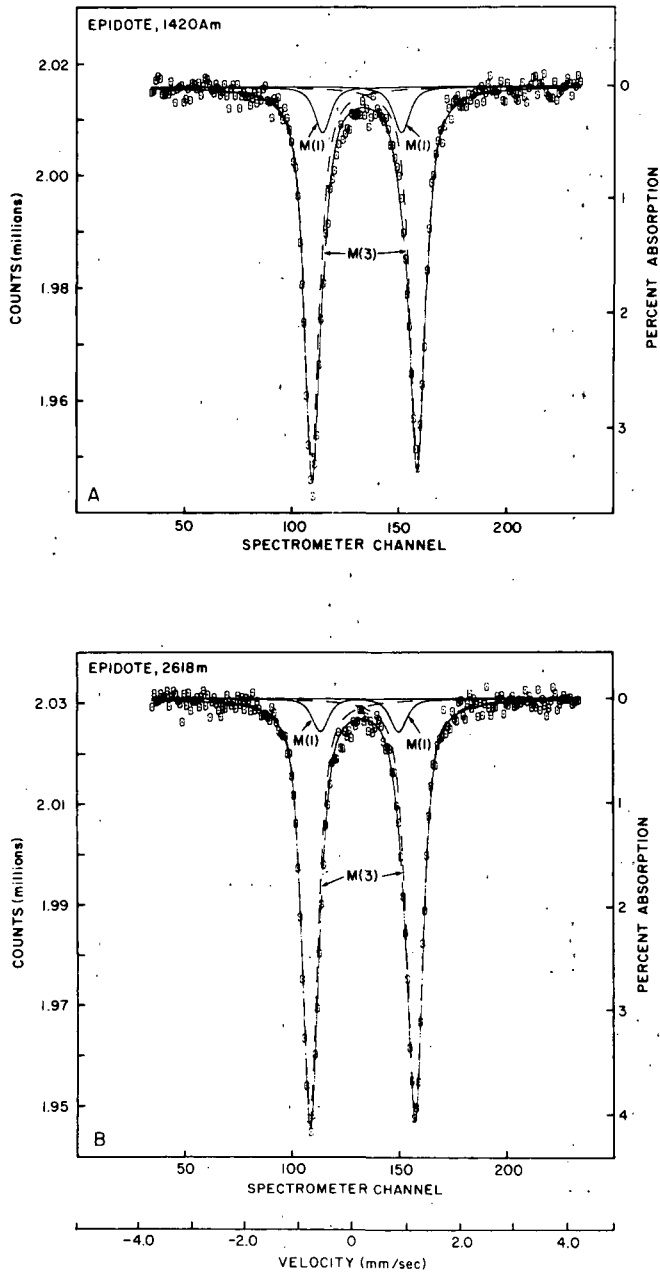 EPIDOTE, 1420Am
2.02
2.00
1.98
1.96
COUNTS (millions)
0
1
2
3
PERCENT ABSORPTION
M(1)
M(1)
M(3)
A
50
100
150
200
SPECTROMETER CHANNEL
EPIDOTE, 2618m
2.03
2.01
1.99
1.97
1.95
COUNTS (millions)
0
1
2
3
4
PERCENT ABSORPTION
M(1)
M(1)
M(3)
B
50
100
150
200
SPECTROMETER CHANNEL
-4.0
-2.0
0
2.0
4.0
VELOCITY (mm/sec)